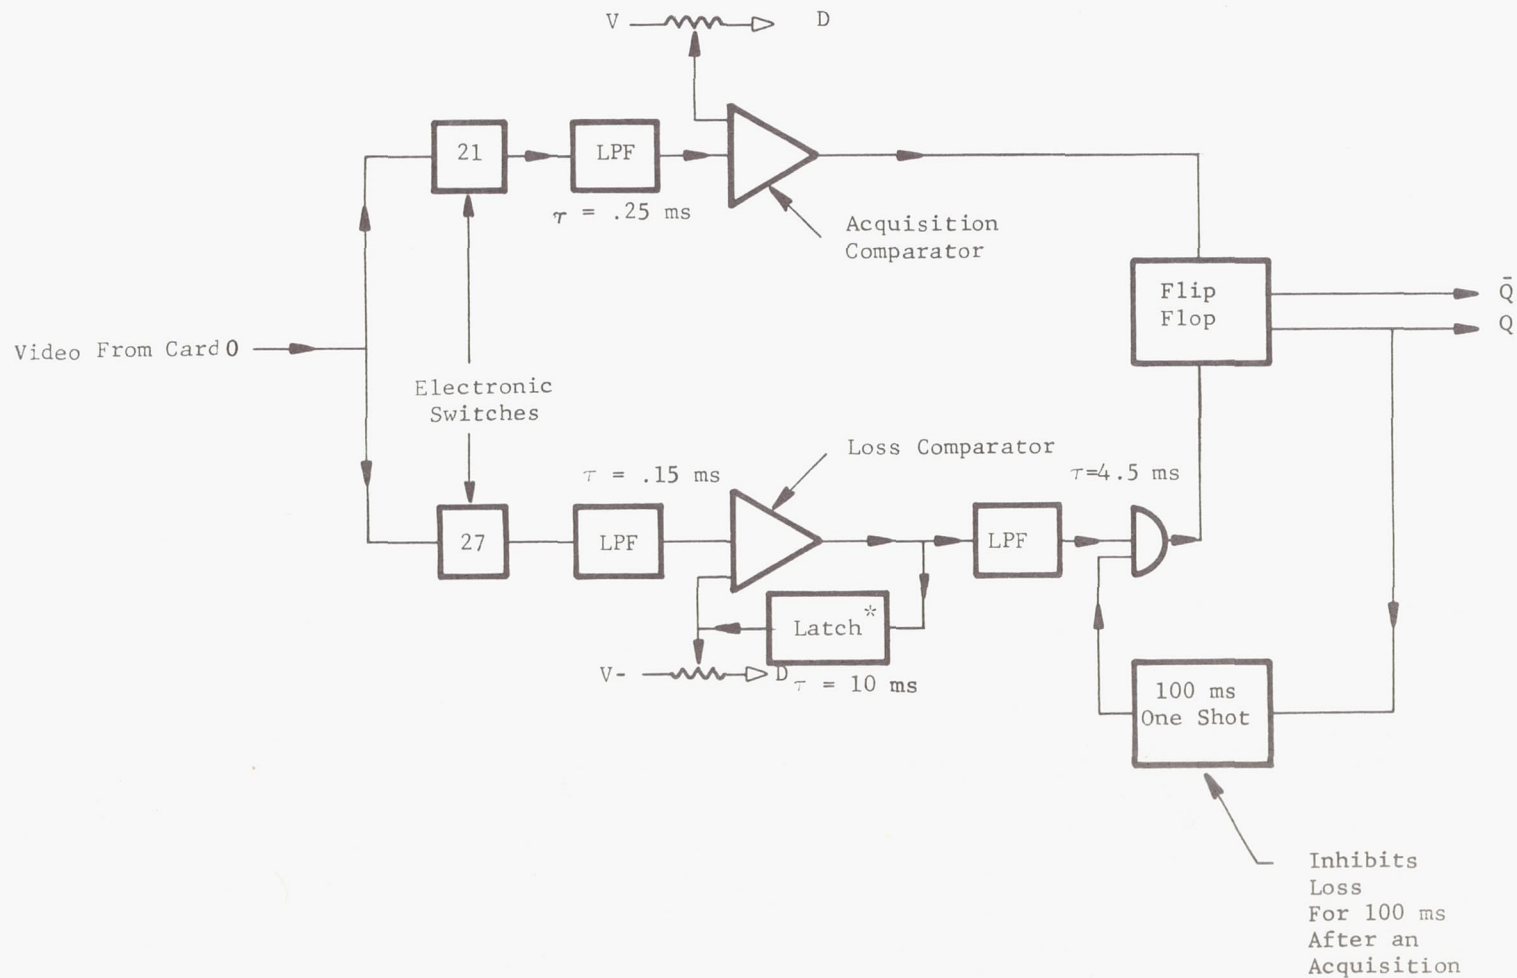 V D
21
LPF
τ = .25 ms
Acquisition
Comparator
Flip
Flop
Q̄
Q
Video From Card 0
Electronic
Switches
Loss Comparator
τ = .15 ms
τ=4.5 ms
27
LPF
LPF
Latch*
V- D
τ = 10 ms
100 ms
One Shot
Inhibits
Loss
For 100 ms
After an
Acquisition